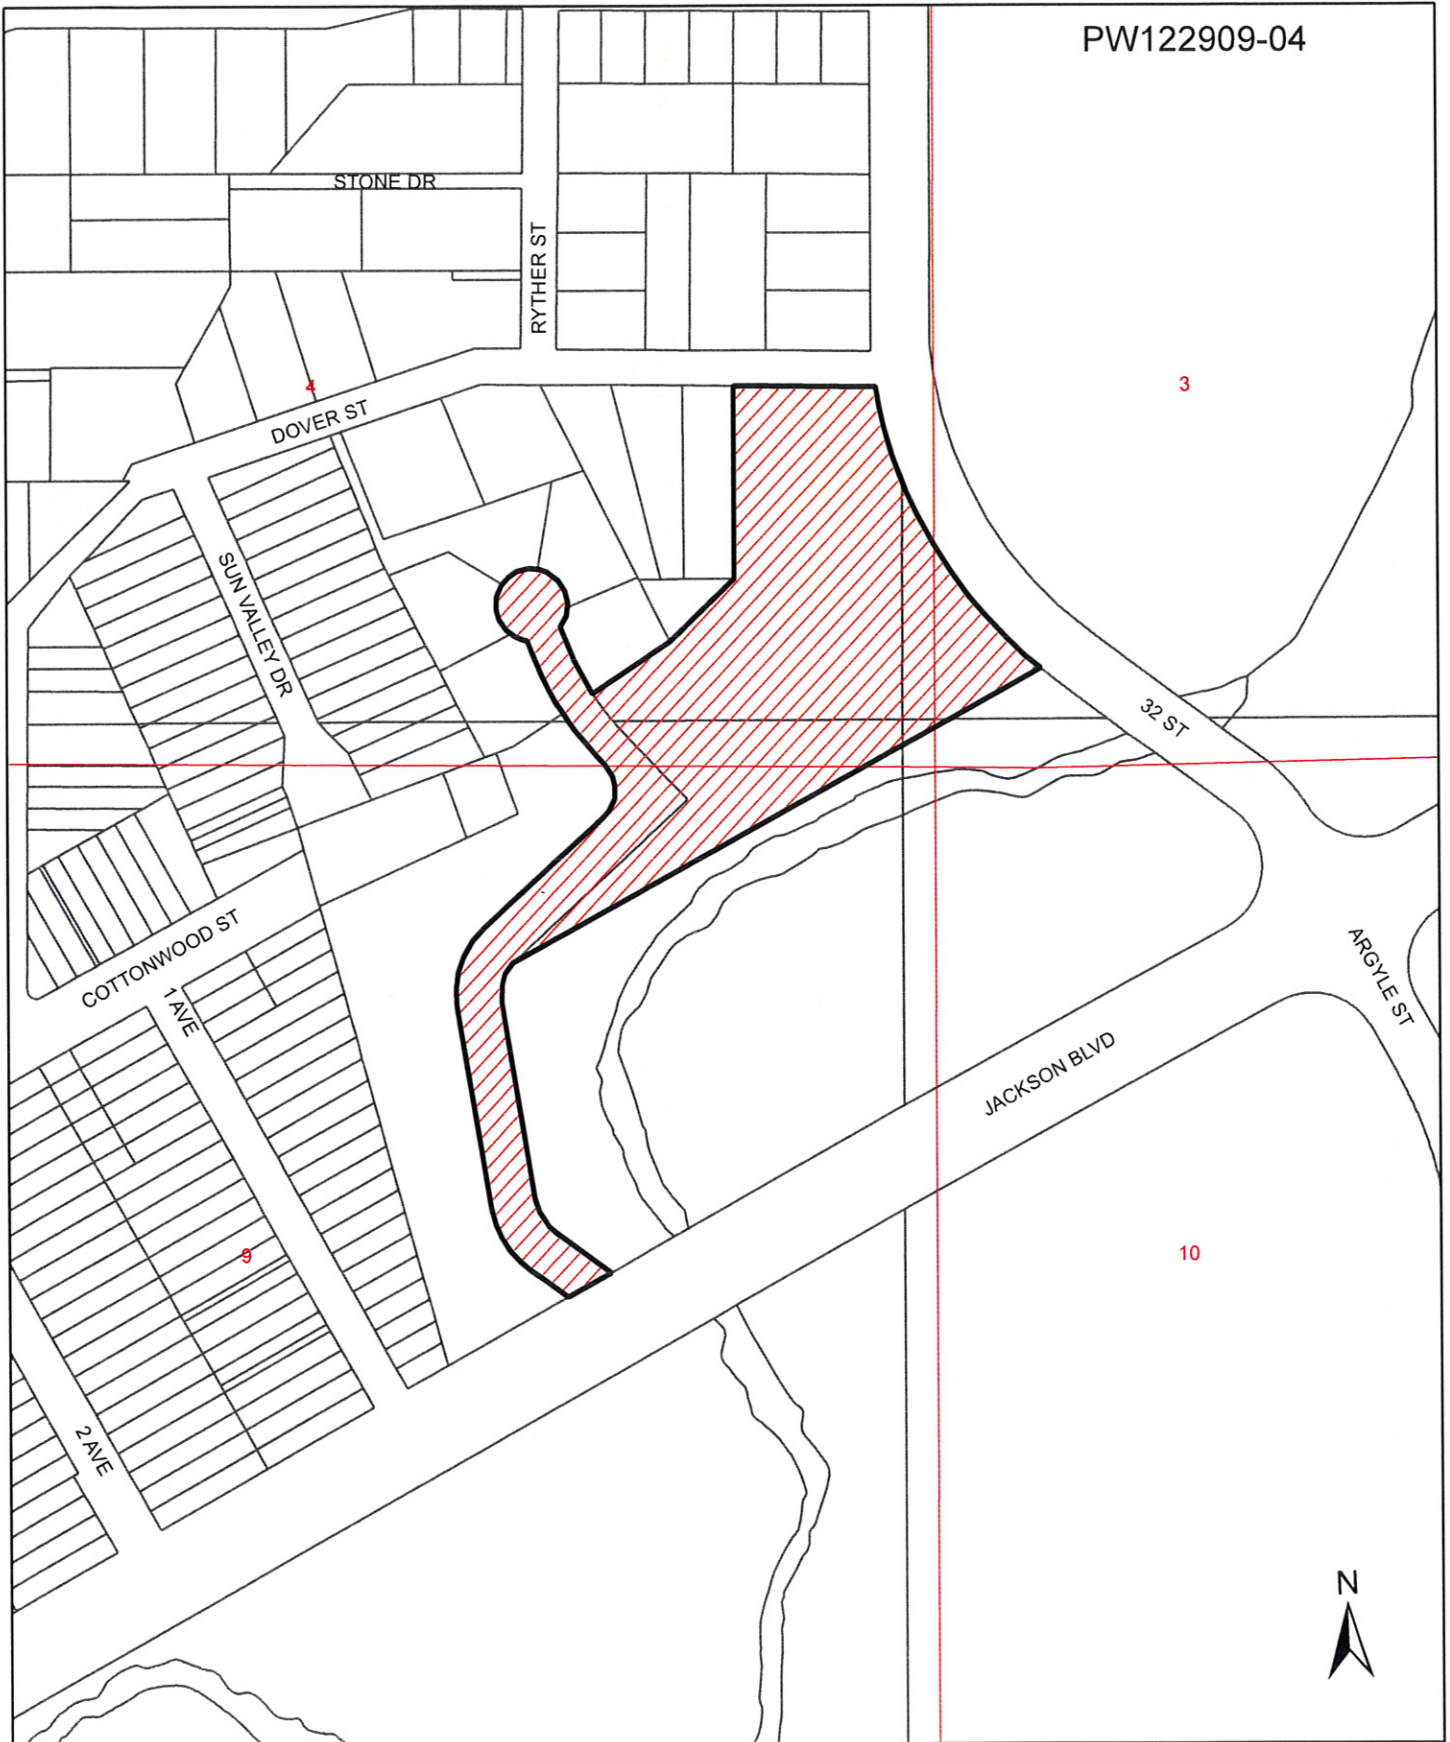 PW122909-04
STONE DR
RYTHER ST
4
3
DOVER ST
SUN VALLEY DR
32 ST
COTTONWOOD ST
1 AVE
ARGYLE ST
JACKSON BLVD
9
10
2 AVE
N